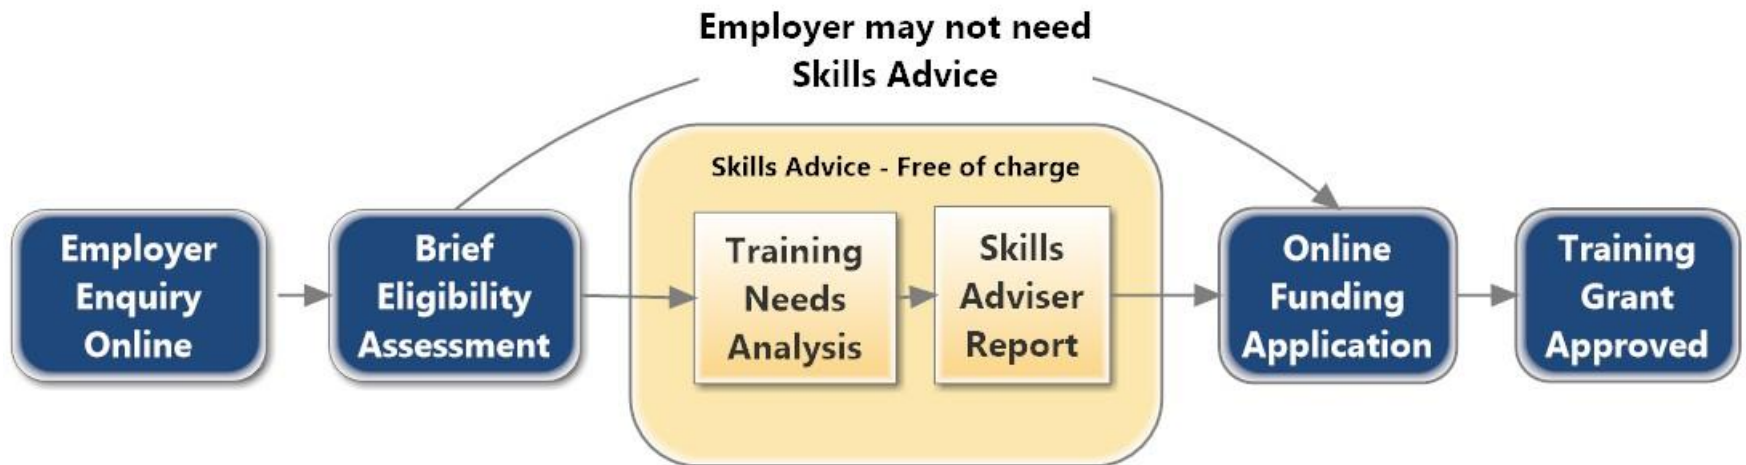 Employer may not need
Skills Advice
Skills Advice - Free of charge
Employer
Enquiry
Online
Brief
Eligibility
Assessment
Training
Needs
Analysis
Skills
Adviser
Report
Online
Funding
Application
Training
Grant
Approved